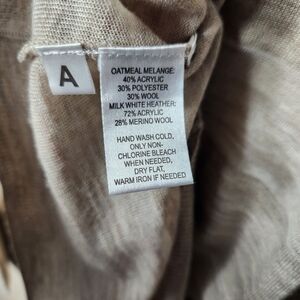 A
OATMEAL MELANGE:
40% ACRYLIC
30% POLYESTER
30% WOOL
MILK WHITE HEATHER:
72% ACRYLIC
28% MERINO WOOL
HAND WASH COLD,
ONLY NON-
CHLORINE BLEACH
WHEN NEEDED,
DRY FLAT,
WARM IRON IF NEEDED